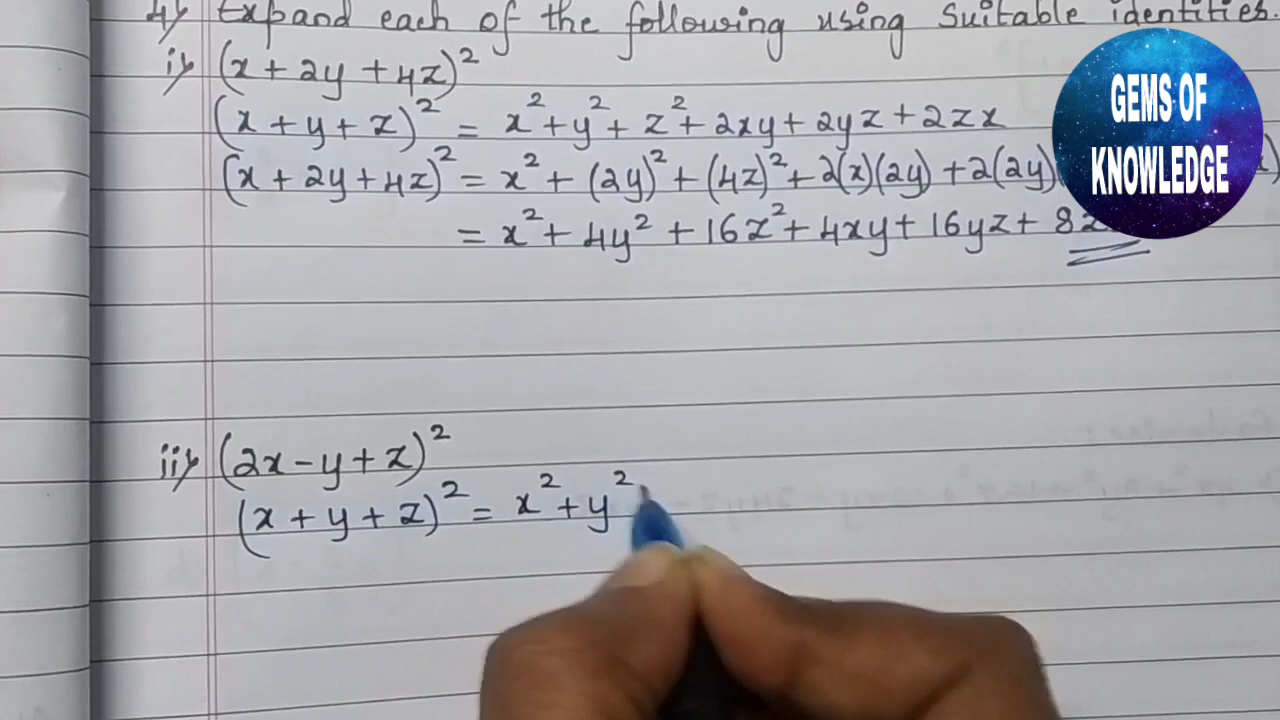 4) Expand each of the following using suitable identities.
i) (x + 2y + 4z)²
(x + y + z)² = x² + y² + z² + 2xy + 2yz + 2zx
(x + 2y + 4z)² = x² + (2y)² + (4z)² + 2(x)(2y) + 2(2y)
= x² + 4y² + 16z² + 4xy + 16yz + 8z
ii) (2x - y + z)²
(x + y + z)² = x² + y²
GEMS OF
KNOWLEDGE